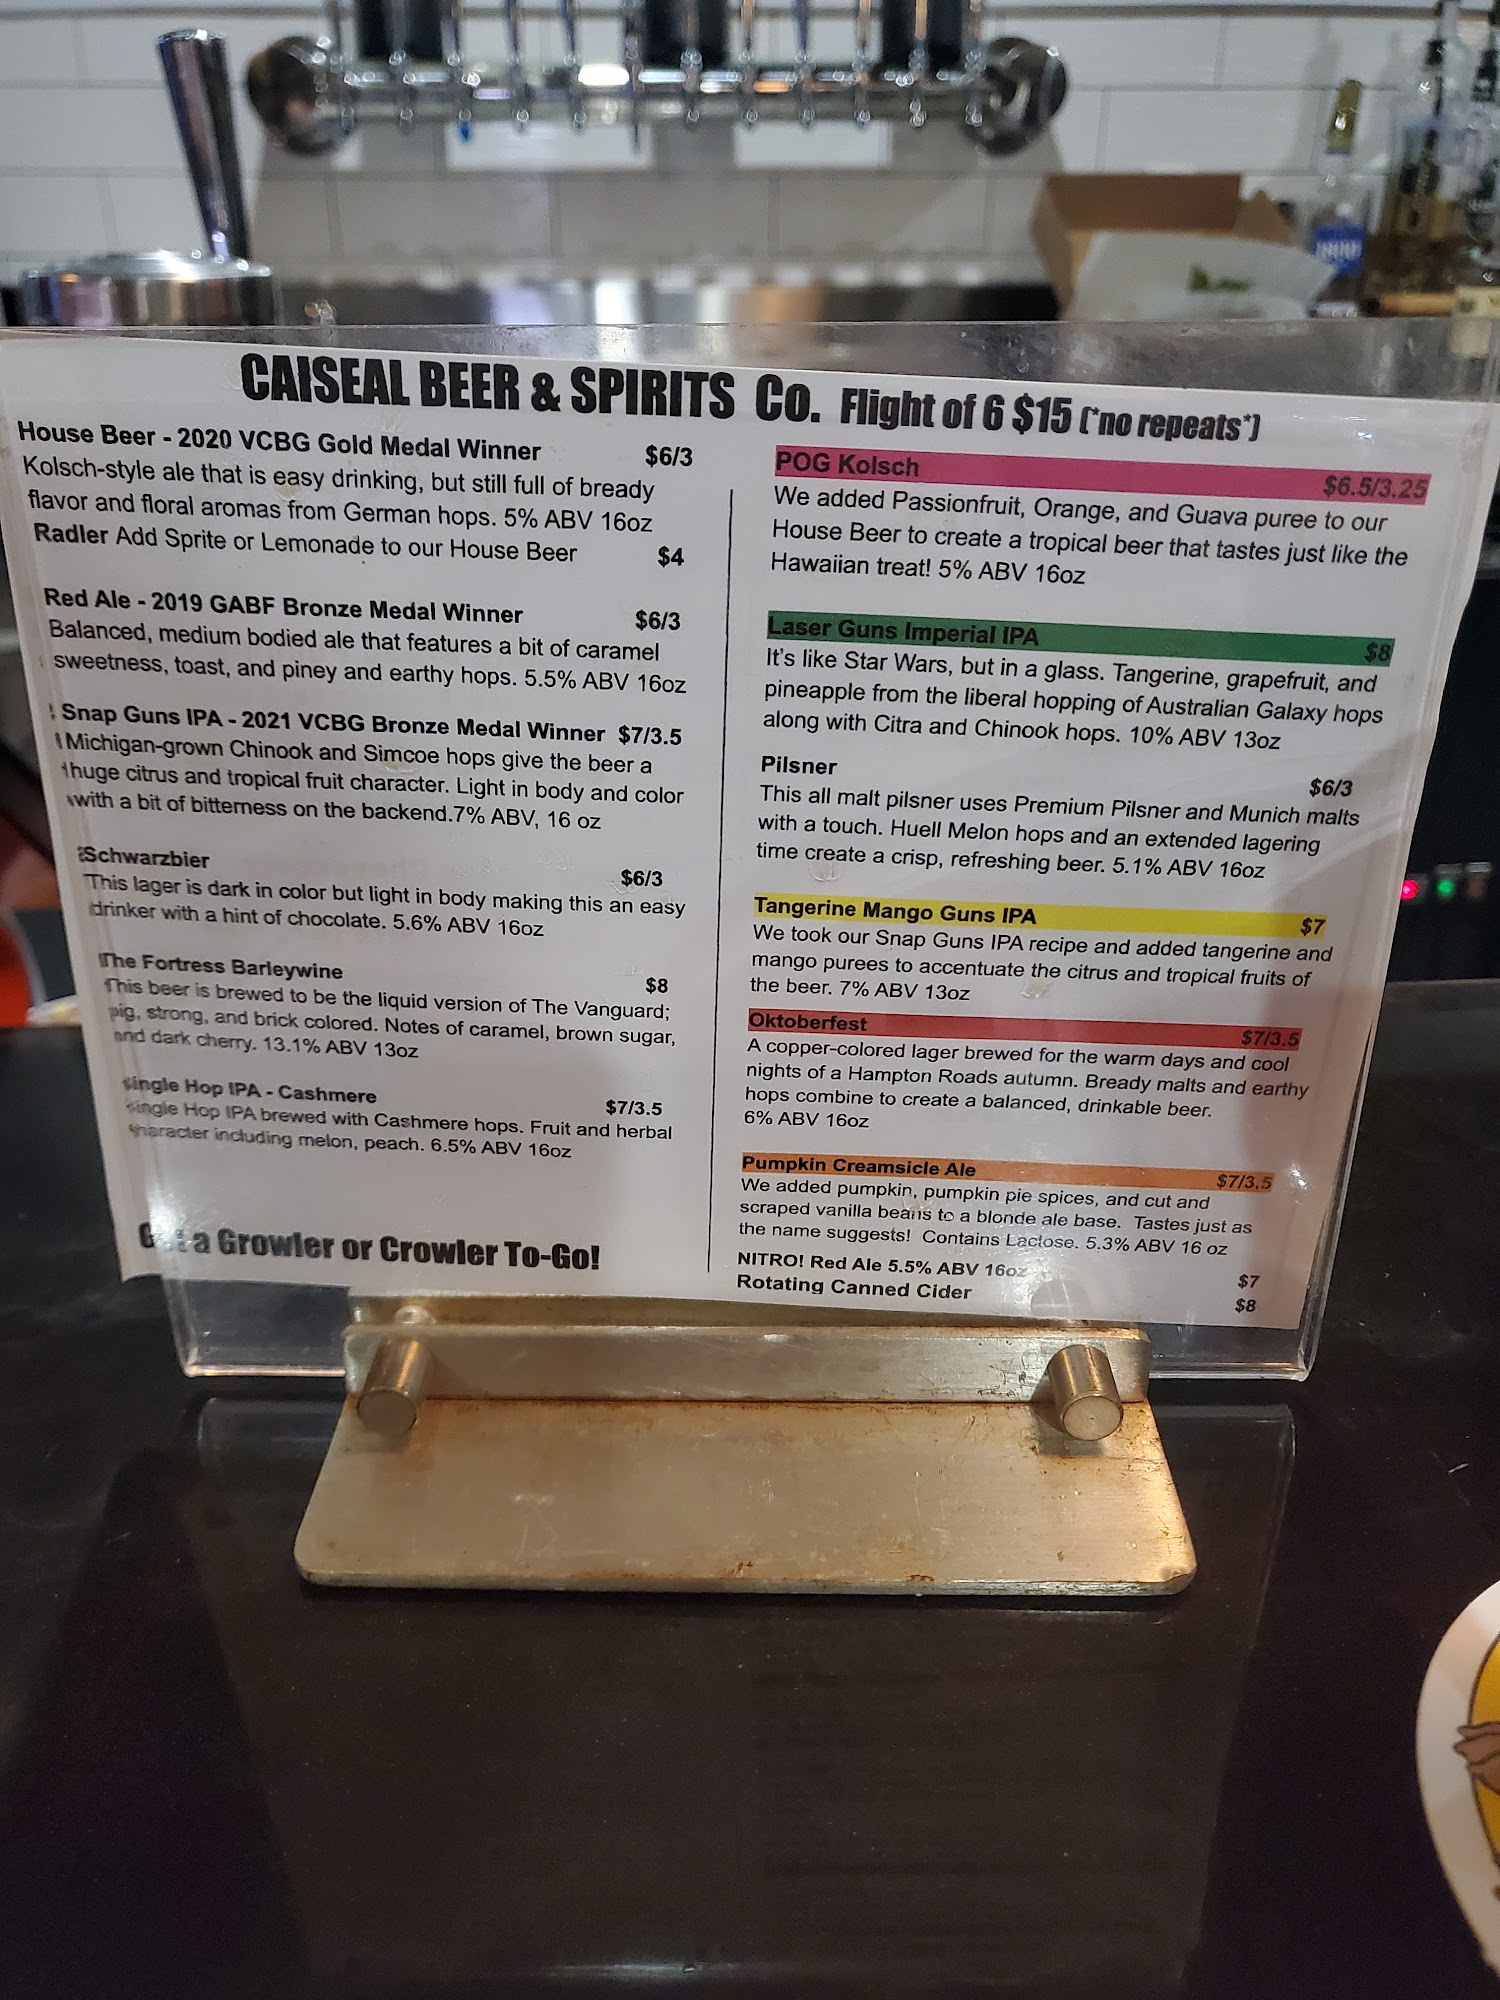 CAISEAL BEER & SPIRITS Co. Flight of 6 $15 (*no repeats*)
House Beer - 2020 VCBG Gold Medal Winner $6/3
Kolsch-style ale that is easy drinking, but still full of bready
flavor and floral aromas from German hops. 5% ABV 16oz
Radler Add Sprite or Lemonade to our House Beer $4
Red Ale - 2019 GABF Bronze Medal Winner $6/3
Balanced, medium bodied ale that features a bit of caramel
sweetness, toast, and piney and earthy hops. 5.5% ABV 16oz
Snap Guns IPA - 2021 VCBG Bronze Medal Winner $7/3.5
Michigan-grown Chinook and Simcoe hops give the beer a
huge citrus and tropical fruit character. Light in body and color
with a bit of bitterness on the backend.7% ABV, 16 oz
Schwarzbier $6/3
This lager is dark in color but light in body making this an easy
drinker with a hint of chocolate. 5.6% ABV 16oz
The Fortress Barleywine $8
This beer is brewed to be the liquid version of The Vanguard;
big, strong, and brick colored. Notes of caramel, brown sugar,
and dark cherry. 13.1% ABV 13oz
Single Hop IPA - Cashmere $7/3.5
Single Hop IPA brewed with Cashmere hops. Fruit and herbal
character including melon, peach. 6.5% ABV 16oz
Get a Growler or Crowler To-Go!
POG Kolsch $6.5/3.25
We added Passionfruit, Orange, and Guava puree to our
House Beer to create a tropical beer that tastes just like the
Hawaiian treat! 5% ABV 16oz
Laser Guns Imperial IPA $8
It's like Star Wars, but in a glass. Tangerine, grapefruit, and
pineapple from the liberal hopping of Australian Galaxy hops
along with Citra and Chinook hops. 10% ABV 13oz
Pilsner $6/3
This all malt pilsner uses Premium Pilsner and Munich malts
with a touch. Huell Melon hops and an extended lagering
time create a crisp, refreshing beer. 5.1% ABV 16oz
Tangerine Mango Guns IPA $7
We took our Snap Guns IPA recipe and added tangerine and
mango purees to accentuate the citrus and tropical fruits of
the beer. 7% ABV 13oz
Oktoberfest $7/3.5
A copper-colored lager brewed for the warm days and cool
nights of a Hampton Roads autumn. Bready malts and earthy
hops combine to create a balanced, drinkable beer.
6% ABV 16oz
Pumpkin Creamsicle Ale $7/3.5
We added pumpkin, pumpkin pie spices, and cut and
scraped vanilla beans to a blonde ale base. Tastes just as
the name suggests! Contains Lactose. 5.3% ABV 16 oz
NITRO! Red Ale 5.5% ABV 16oz $7
Rotating Canned Cider $8